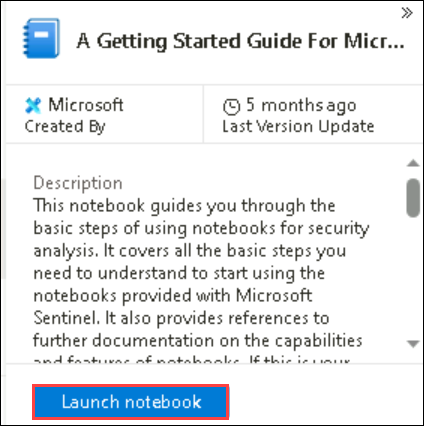 »
A Getting Started Guide For Micr...
Microsoft
Created By
5 months ago
Last Version Update
Description
This notebook guides you through the
basic steps of using notebooks for security
analysis. It covers all the basic steps you
need to understand to start using the
notebooks provided with Microsoft
Sentinel. It also provides references to
further documentation on the capabilities
and features of notebooks. If this is your
Launch notebook